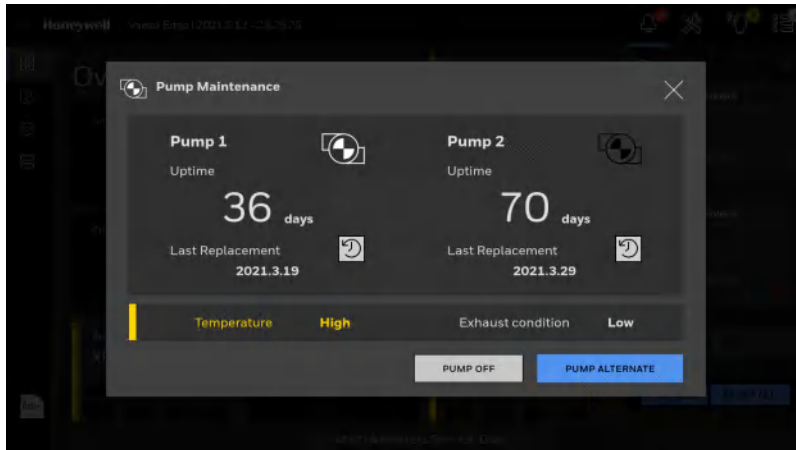 Honeywell
Pump Maintenance
Pump 1
Uptime
36 days
Last Replacement
2021.3.19
Pump 2
Uptime
70 days
Last Replacement
2021.3.29
Temperature High
Exhaust condition Low
PUMP OFF
PUMP ALTERNATE